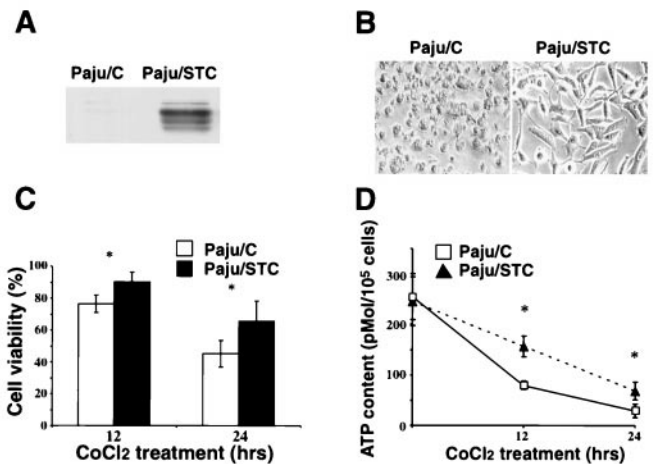 A
Paju/C Paju/STC
B
Paju/C Paju/STC
C
Paju/C
Paju/STC
Cell viability (%)
100
80
60
40
20
0
*
*
12 24
CoCl2 treatment (hrs)
D
Paju/C
Paju/STC
ATP content (pMol/10⁵ cells)
300
200
100
0
*
*
12 24
CoCl2 treatment (hrs)